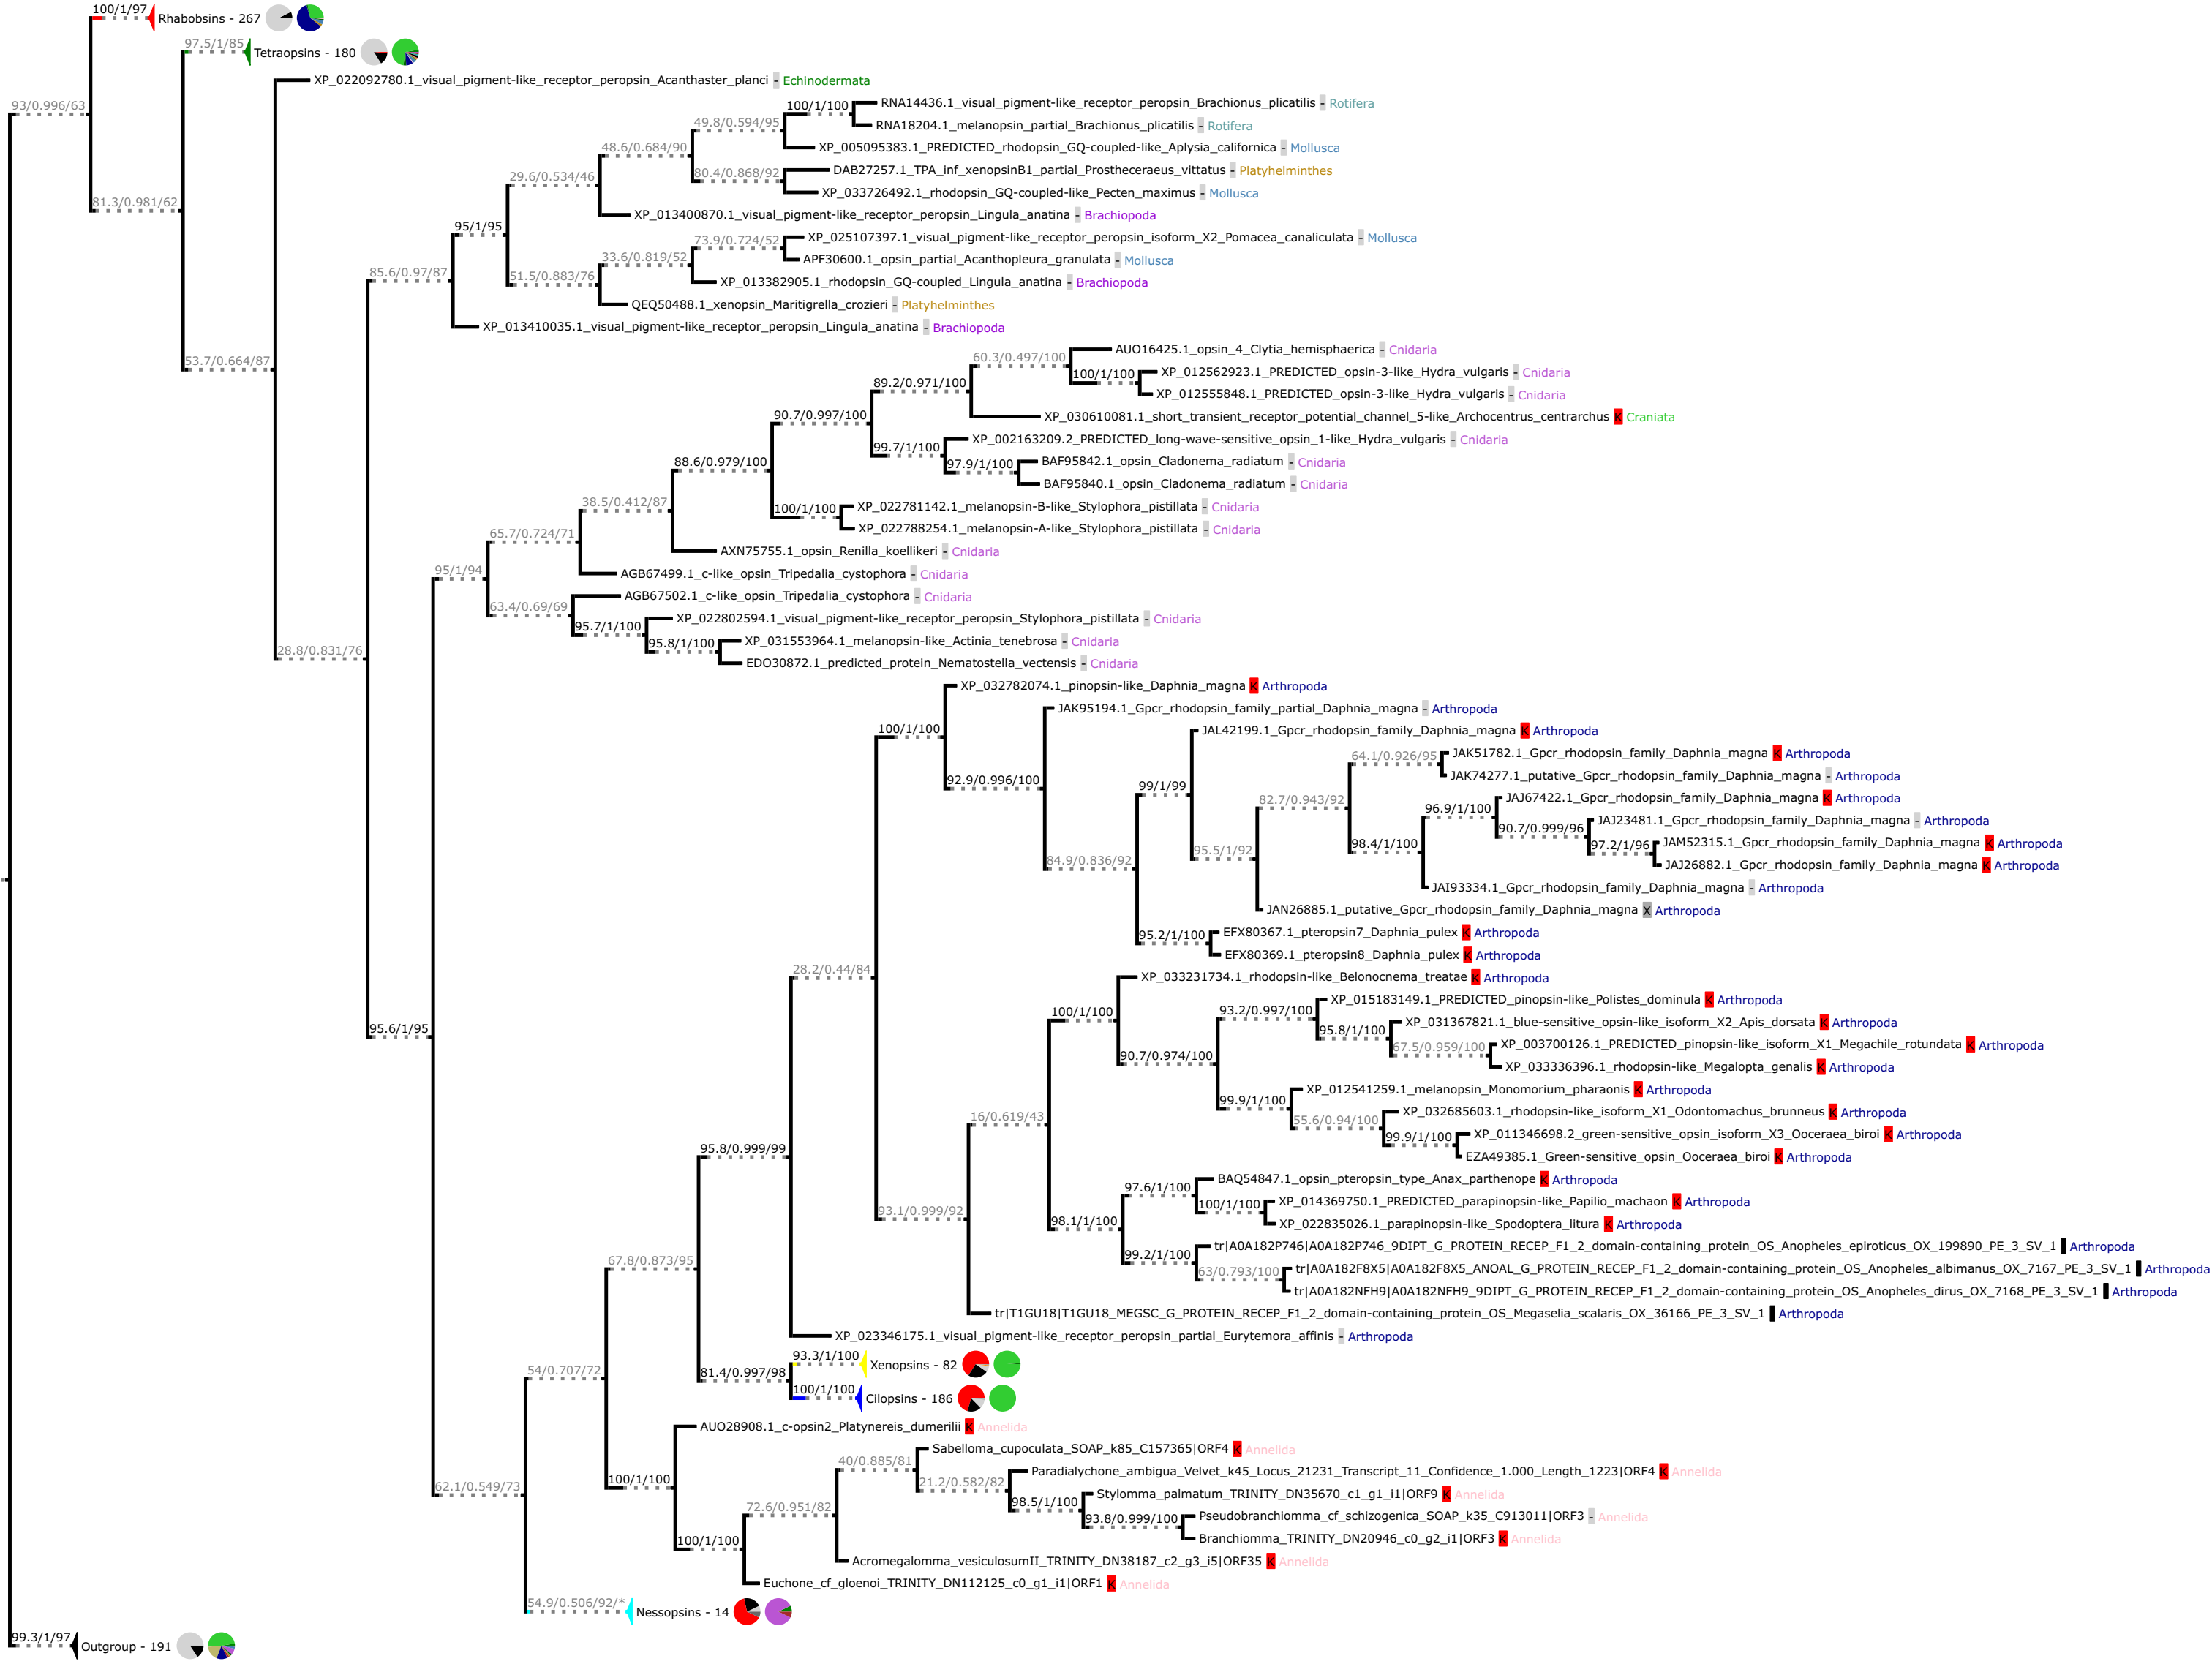 100/1/97
Rhabobsins - 267
97.5/1/85
Tetraopsins - 180
XP_022092780.1_visual_pigment-like_receptor_peropsin_Acanthaster_planci - Echinodermata
93/0.996/63
100/1/100
RNA14436.1_visual_pigment-like_receptor_peropsin_Brachionus_plicatilis - Rotifera
49.8/0.594/95
RNA18204.1_melanopsin_partial_Brachionus_plicatilis - Rotifera
48.6/0.684/90
XP_005095383.1_PREDICTED_rhodopsin_GQ-coupled-like_Aplysia_californica - Mollusca
80.4/0.868/92
DAB27257.1_TPA_inf_xenopsinB1_partial_Prostheceraeus_vittatus - Platyhelminthes
29.6/0.534/46
XP_033726492.1_rhodopsin_GQ-coupled-like_Pecten_maximus - Mollusca
81.3/0.981/62
XP_013400870.1_visual_pigment-like_receptor_peropsin_Lingula_anatina - Brachiopoda
95/1/95
73.9/0.724/52
XP_025107397.1_visual_pigment-like_receptor_peropsin_isoform_X2_Pomacea_canaliculata - Mollusca
33.6/0.819/52
APF30600.1_opsin_partial_Acanthopleura_granulata - Mollusca
85.6/0.97/87
51.5/0.883/76
XP_013382905.1_rhodopsin_GQ-coupled_Lingula_anatina - Brachiopoda
QEQ50488.1_xenopsin_Maritigrella_crozieri - Platyhelminthes
XP_013410035.1_visual_pigment-like_receptor_peropsin_Lingula_anatina - Brachiopoda
53.7/0.664/87
60.3/0.497/100
AUO16425.1_opsin_4_Clytia_hemisphaerica - Cnidaria
89.2/0.971/100
100/1/100
XP_012562923.1_PREDICTED_opsin-3-like_Hydra_vulgaris - Cnidaria
XP_012555848.1_PREDICTED_opsin-3-like_Hydra_vulgaris - Cnidaria
90.7/0.997/100
XP_030610081.1_short_transient_receptor_potential_channel_5-like_Archocentrus_centrarchus K Craniata
99.7/1/100
XP_002163209.2_PREDICTED_long-wave-sensitive_opsin_1-like_Hydra_vulgaris - Cnidaria
88.6/0.979/100
97.9/1/100
BAF95842.1_opsin_Cladonema_radiatum - Cnidaria
BAF95840.1_opsin_Cladonema_radiatum - Cnidaria
38.5/0.412/87
100/1/100
XP_022781142.1_melanopsin-B-like_Stylophora_pistillata - Cnidaria
XP_022788254.1_melanopsin-A-like_Stylophora_pistillata - Cnidaria
65.7/0.724/71
AXN75755.1_opsin_Renilla_koellikeri - Cnidaria
95/1/94
AGB67499.1_c-like_opsin_Tripedalia_cystophora - Cnidaria
63.4/0.69/69
AGB67502.1_c-like_opsin_Tripedalia_cystophora - Cnidaria
95.7/1/100
XP_022802594.1_visual_pigment-like_receptor_peropsin_Stylophora_pistillata - Cnidaria
95.8/1/100
XP_031553964.1_melanopsin-like_Actinia_tenebrosa - Cnidaria
28.8/0.831/76
EDO30872.1_predicted_protein_Nematostella_vectensis - Cnidaria
XP_032782074.1_pinopsin-like_Daphnia_magna K Arthropoda
100/1/100
JAK95194.1_Gpcr_rhodopsin_family_partial_Daphnia_magna - Arthropoda
JAL42199.1_Gpcr_rhodopsin_family_Daphnia_magna K Arthropoda
64.1/0.926/95
JAK51782.1_Gpcr_rhodopsin_family_Daphnia_magna K Arthropoda
92.9/0.996/100
JAK74277.1_putative_Gpcr_rhodopsin_family_Daphnia_magna - Arthropoda
99/1/99
82.7/0.943/92
96.9/1/100
JAJ67422.1_Gpcr_rhodopsin_family_Daphnia_magna K Arthropoda
90.7/0.999/96
JAJ23481.1_Gpcr_rhodopsin_family_Daphnia_magna - Arthropoda
98.4/1/100
97.2/1/96
JAM52315.1_Gpcr_rhodopsin_family_Daphnia_magna K Arthropoda
84.9/0.836/92
95.5/1/92
JAJ26882.1_Gpcr_rhodopsin_family_Daphnia_magna K Arthropoda
JAI93334.1_Gpcr_rhodopsin_family_Daphnia_magna - Arthropoda
JAN26885.1_putative_Gpcr_rhodopsin_family_Daphnia_magna X Arthropoda
95.2/1/100
EFX80367.1_pteropsin7_Daphnia_pulex K Arthropoda
EFX80369.1_pteropsin8_Daphnia_pulex K Arthropoda
28.2/0.44/84
XP_033231734.1_rhodopsin-like_Belonocnema_treatae K Arthropoda
100/1/100
93.2/0.997/100
XP_015183149.1_PREDICTED_pinopsin-like_Polistes_dominula K Arthropoda
95.6/1/95
95.8/1/100
XP_031367821.1_blue-sensitive_opsin-like_isoform_X2_Apis_dorsata K Arthropoda
90.7/0.974/100
67.5/0.959/100
XP_003700126.1_PREDICTED_pinopsin-like_isoform_X1_Megachile_rotundata K Arthropoda
XP_033336396.1_rhodopsin-like_Megalopta_genalis K Arthropoda
99.9/1/100
XP_012541259.1_melanopsin_Monomorium_pharaonis K Arthropoda
16/0.619/43
55.6/0.94/100
XP_032685603.1_rhodopsin-like_isoform_X1_Odontomachus_brunneus K Arthropoda
99.9/1/100
XP_011346698.2_green-sensitive_opsin_isoform_X3_Ooceraea_biroi K Arthropoda
95.8/0.999/99
EZA49385.1_Green-sensitive_opsin_Ooceraea_biroi K Arthropoda
97.6/1/100
BAQ54847.1_opsin_pteropsin_type_Anax_parthenope K Arthropoda
93.1/0.999/92
98.1/1/100
100/1/100
XP_014369750.1_PREDICTED_parapinopsin-like_Papilio_machaon K Arthropoda
XP_022835026.1_parapinopsin-like_Spodoptera_litura K Arthropoda
99.2/1/100
tr|A0A182P746|A0A182P746_9DIPT_G_PROTEIN_RECEP_F1_2_domain-containing_protein_OS_Anopheles_epiroticus_OX_199890_PE_3_SV_1 Arthropoda
67.8/0.873/95
63/0.793/100
tr|A0A182F8X5|A0A182F8X5_ANOAL_G_PROTEIN_RECEP_F1_2_domain-containing_protein_OS_Anopheles_albimanus_OX_7167_PE_3_SV_1 Arthropoda
tr|A0A182NFH9|A0A182NFH9_9DIPT_G_PROTEIN_RECEP_F1_2_domain-containing_protein_OS_Anopheles_dirus_OX_7168_PE_3_SV_1 Arthropoda
tr|T1GU18|T1GU18_MEGSC_G_PROTEIN_RECEP_F1_2_domain-containing_protein_OS_Megaselia_scalaris_OX_36166_PE_3_SV_1 Arthropoda
XP_023346175.1_visual_pigment-like_receptor_peropsin_partial_Eurytemora_affinis - Arthropoda
93.3/1/100
Xenopsins - 82
54/0.707/72
81.4/0.997/98
100/1/100
Cilopsins - 186
AUO28908.1_c-opsin2_Platynereis_dumerilii K Annelida
40/0.885/81
Sabelloma_cupoculata_SOAP_k85_C157365|ORF4 K Annelida
100/1/100
21.2/0.582/82
Paradialychone_ambigua_Velvet_k45_Locus_21231_Transcript_11_Confidence_1.000_Length_1223|ORF4 K Annelida
62.1/0.549/73
98.5/1/100
Stylomma_palmatum_TRINITY_DN35670_c1_g1_i1|ORF9 K Annelida
72.6/0.951/82
93.8/0.999/100
Pseudobranchiomma_cf_schizogenica_SOAP_k35_C913011|ORF3 - Annelida
100/1/100
Branchiomma_TRINITY_DN20946_c0_g2_i1|ORF3 K Annelida
Acromegalomma_vesiculosumII_TRINITY_DN38187_c2_g3_i5|ORF35 K Annelida
Euchone_cf_gloenoi_TRINITY_DN112125_c0_g1_i1|ORF1 K Annelida
54.9/0.506/92/*
Nessopsins - 14
99.3/1/97
Outgroup - 191